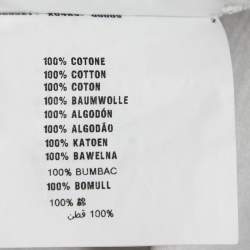 100% COTONE
100% COTTON
100% COTON
100% BAUMWOLLE
100% ALGODÓN
100% ALGODÃO
100% KATOEN
100% BAWELNA
100% BUMBAC
100% BOMULL
100% 棉
100% قطن